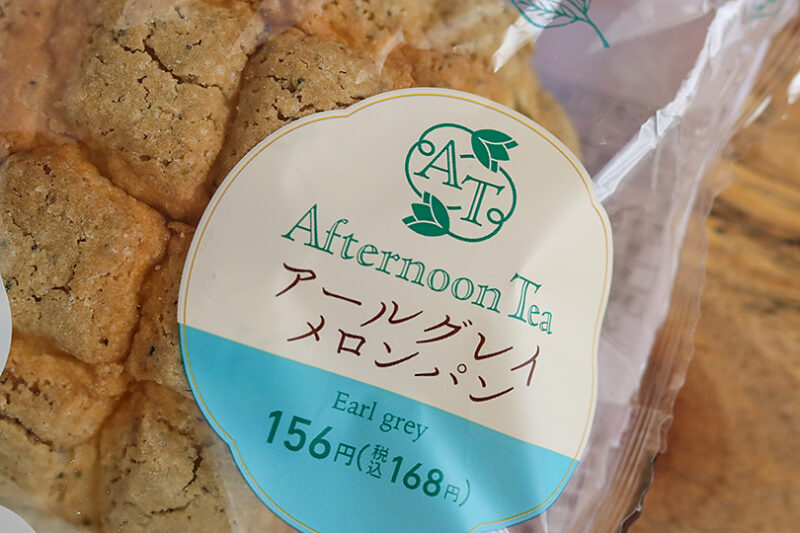 AT
Afternoon Tea
アールグレイ
メロンパン
Earl grey
156円(税込168円)